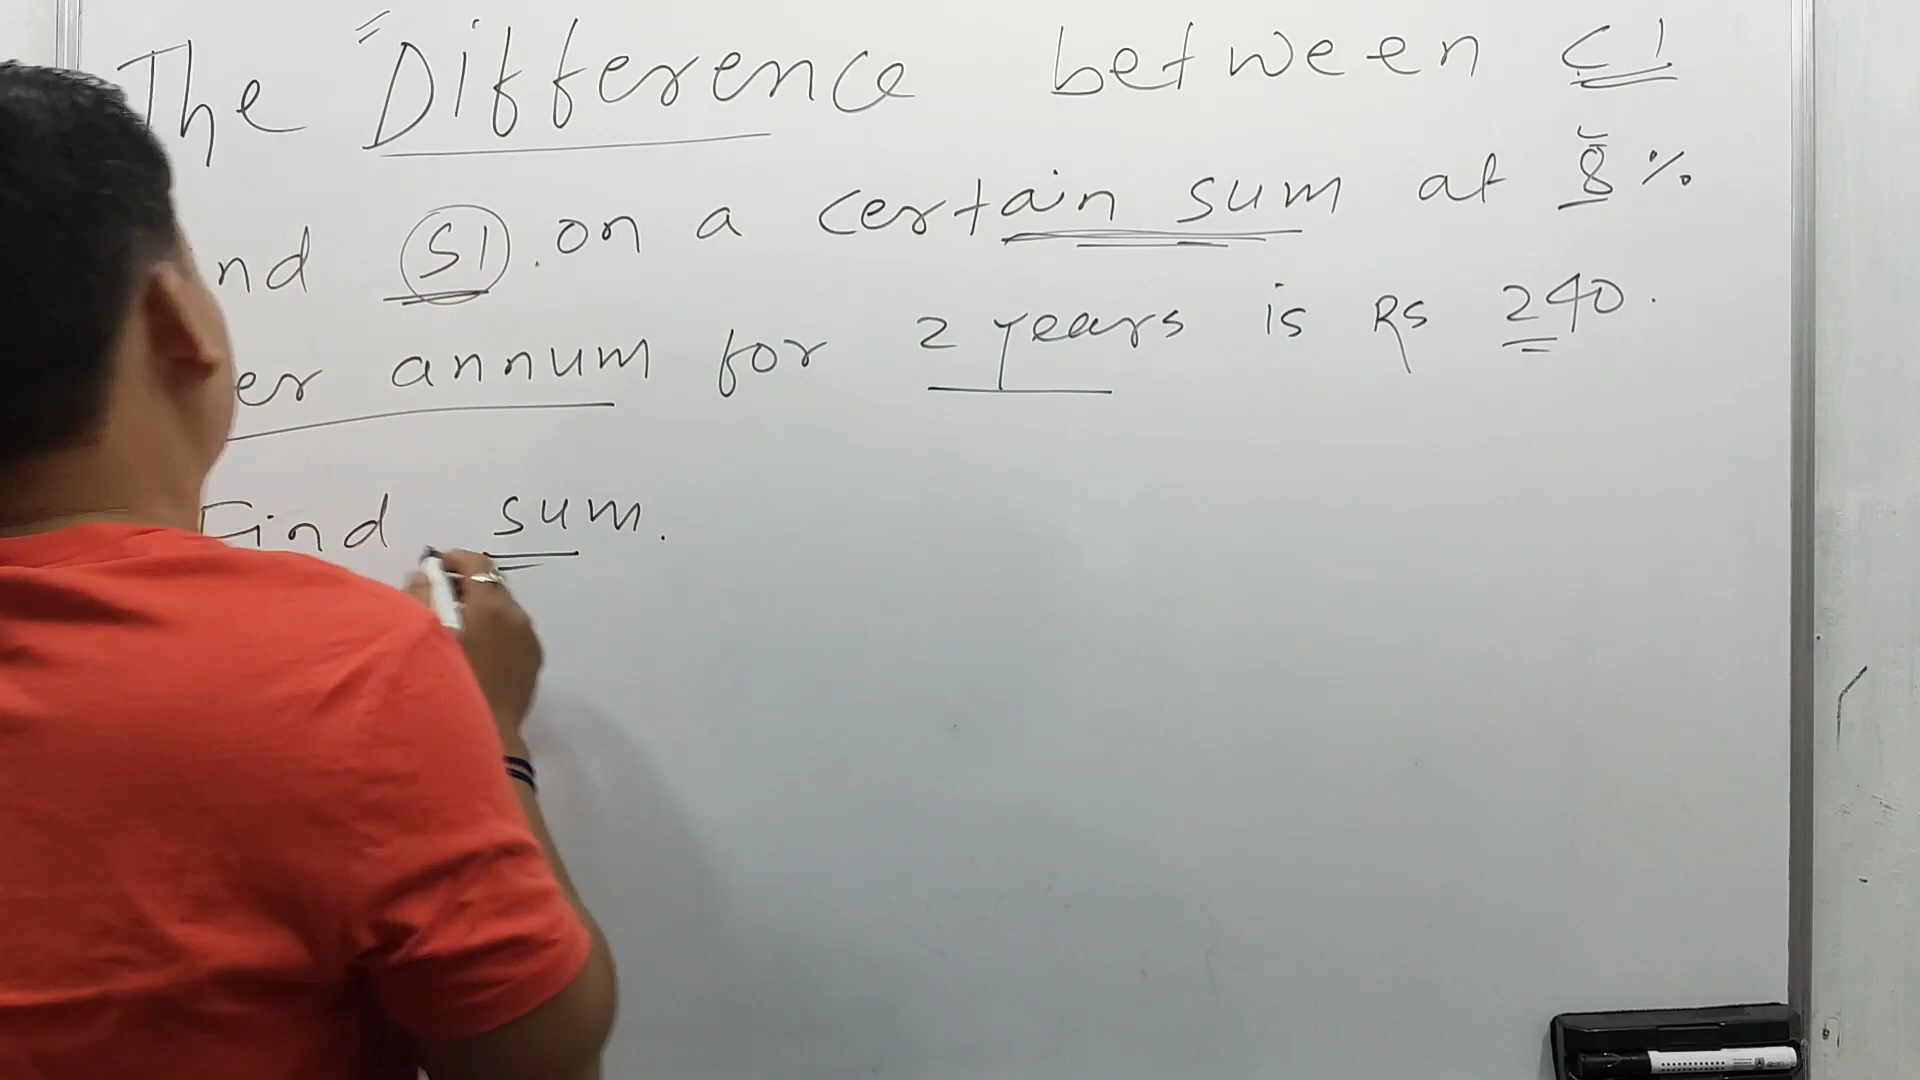 The "Difference between CI
nd SI. on a certain sum at 8%
er annum for 2 years is Rs 240.
Find sum.